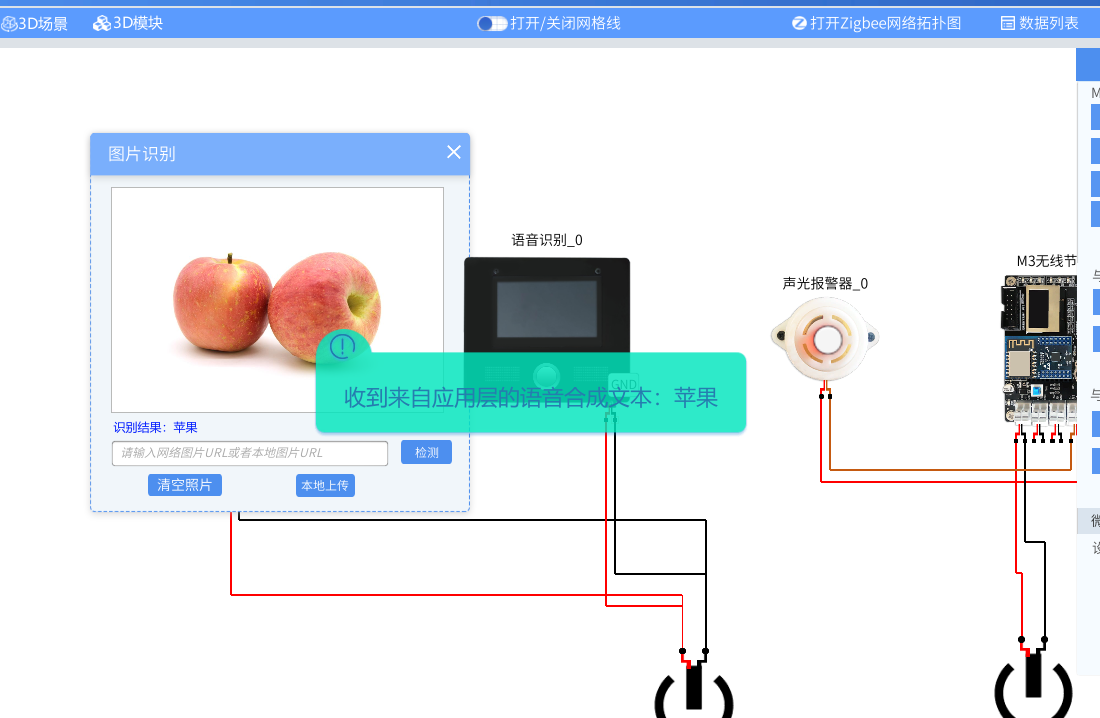 3D场景
3D模块
打开/关闭网格线
打开Zigbee网络拓扑图
数据列表
图片识别
语音识别_0
声光报警器_0
M3无线节
GND
收到来自应用层的语音合成文本：苹果
识别结果：苹果
请输入网络图片URL或者本地图片URL
检测
清空照片
本地上传